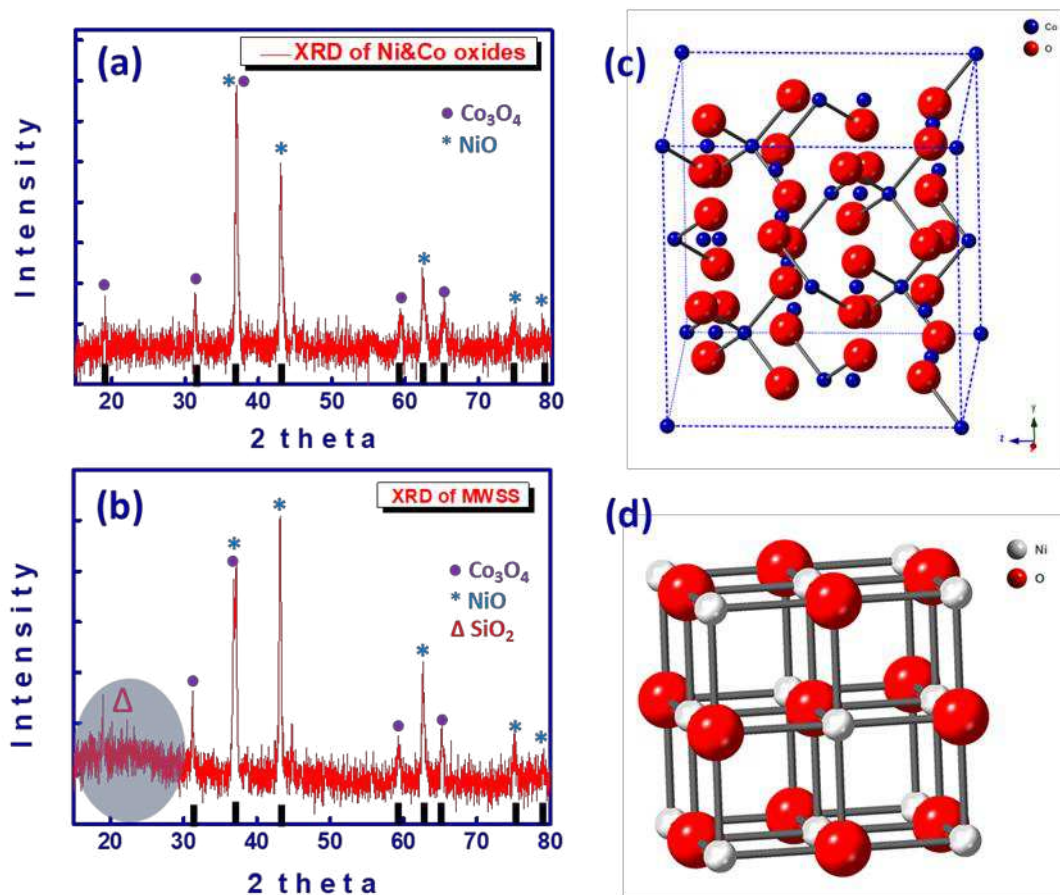 (a)
XRD of Ni&Co oxides
● Co₃O₄
* NiO
Intensity
20 30 40 50 60 70 80
2 theta
(b)
XRD of MWSS
● Co₃O₄
* NiO
Δ SiO₂
Δ
Intensity
20 30 40 50 60 70 80
2 theta
(c)
Co
O
y
z
(d)
Ni
O